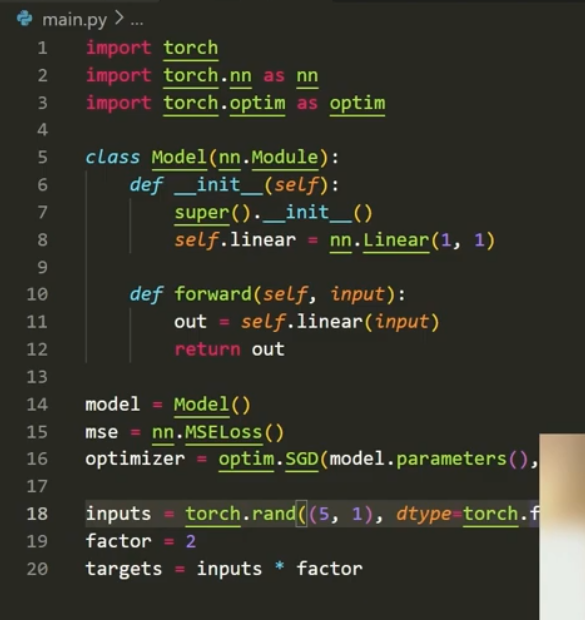 main.py > ...
1 import torch
2 import torch.nn as nn
3 import torch.optim as optim
4
5 class Model(nn.Module):
6     def __init__(self):
7         super().__init__()
8         self.linear = nn.Linear(1, 1)
9
10     def forward(self, input):
11         out = self.linear(input)
12         return out
13
14 model = Model()
15 mse = nn.MSELoss()
16 optimizer = optim.SGD(model.parameters(),
17
18 inputs = torch.rand((5, 1), dtype=torch.f
19 factor = 2
20 targets = inputs * factor